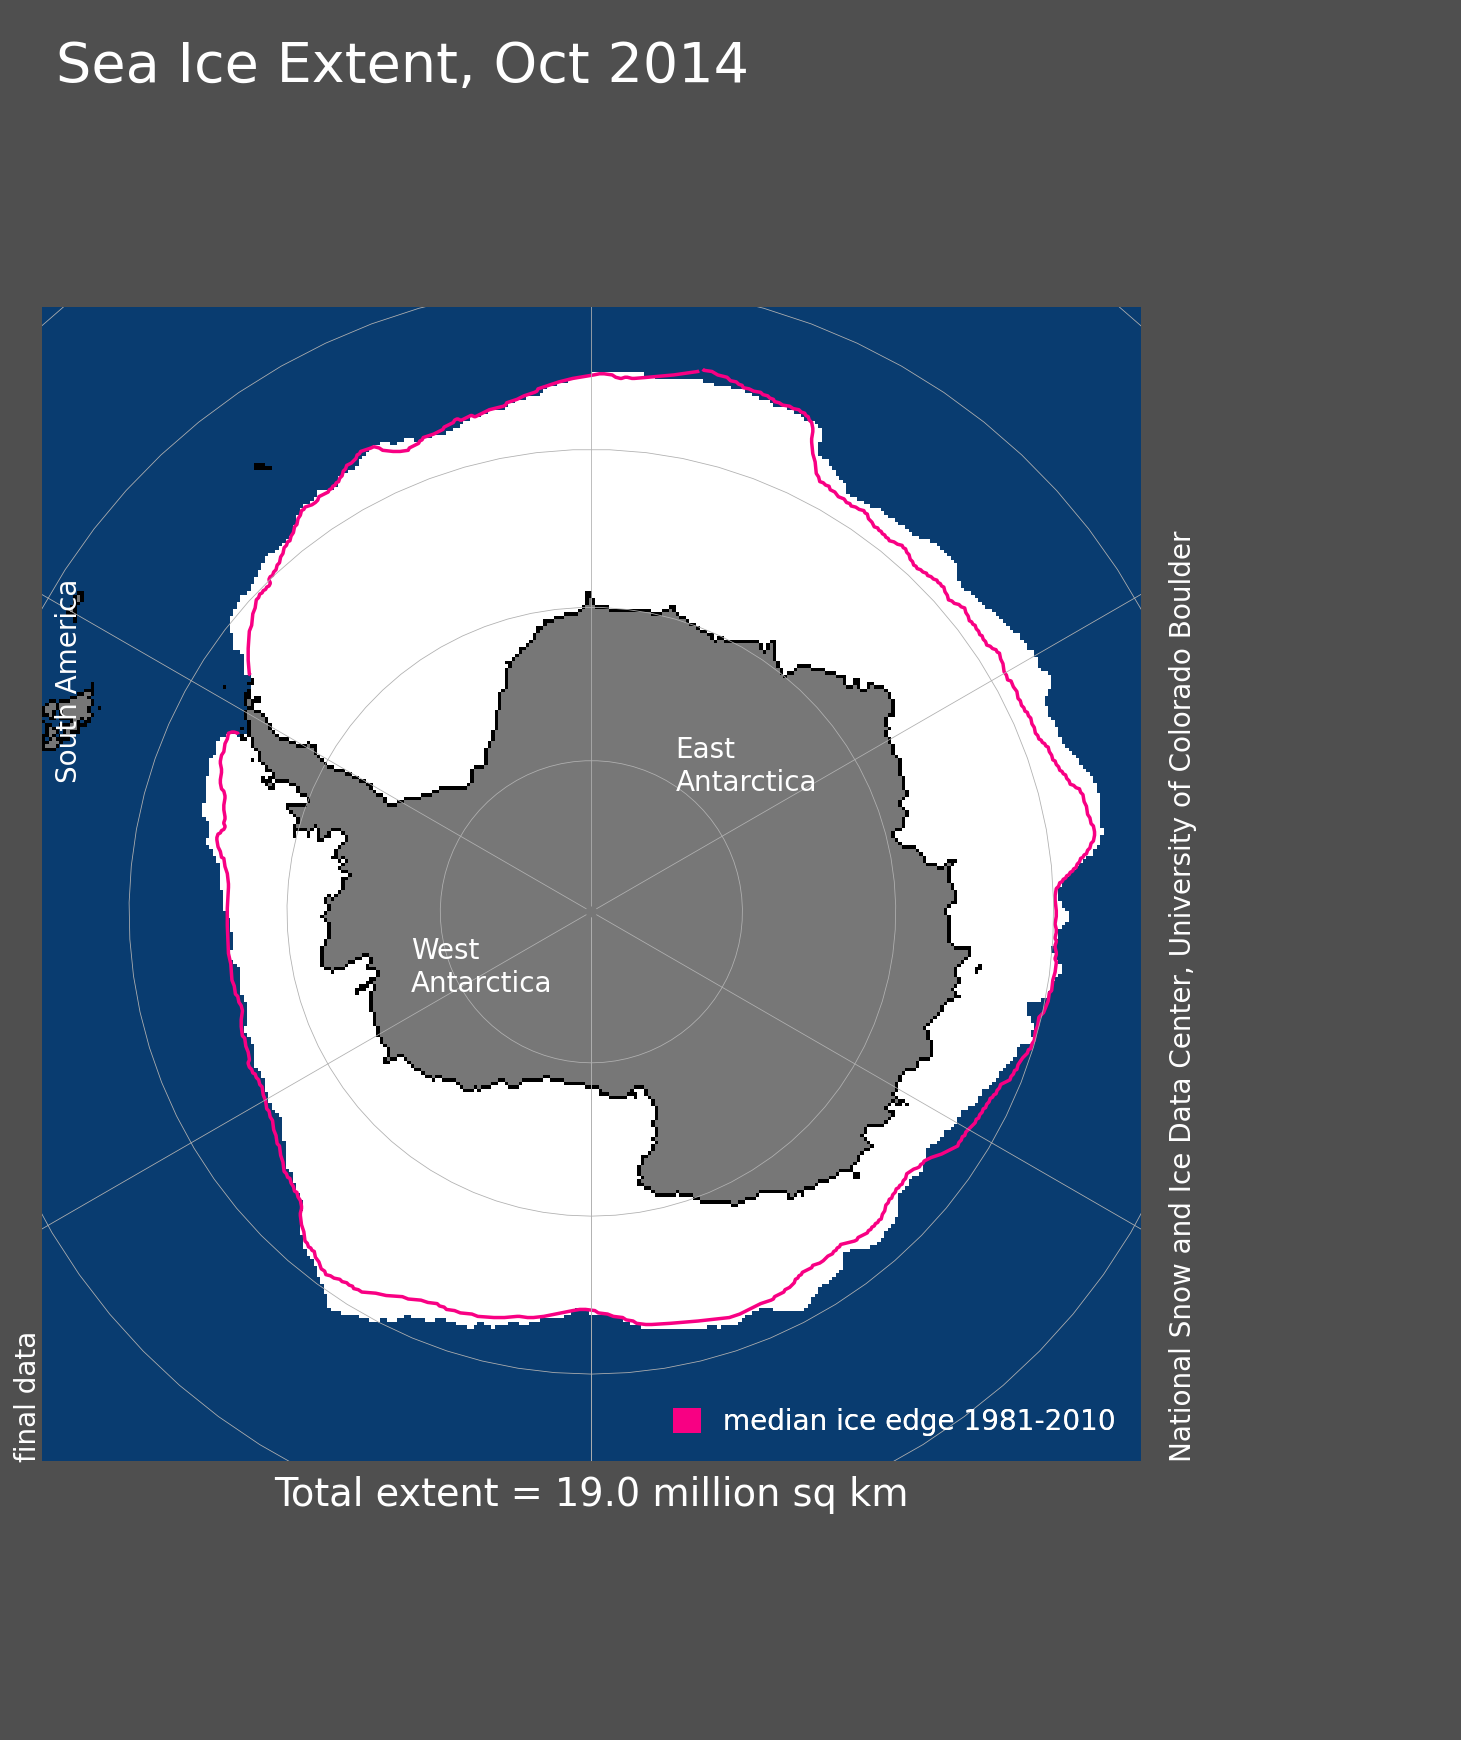 Sea Ice Extent, Oct 2014
South America
East
Antarctica
West
Antarctica
National Snow and Ice Data Center, University of Colorado Boulder
final data
median ice edge 1981-2010
Total extent = 19.0 million sq km